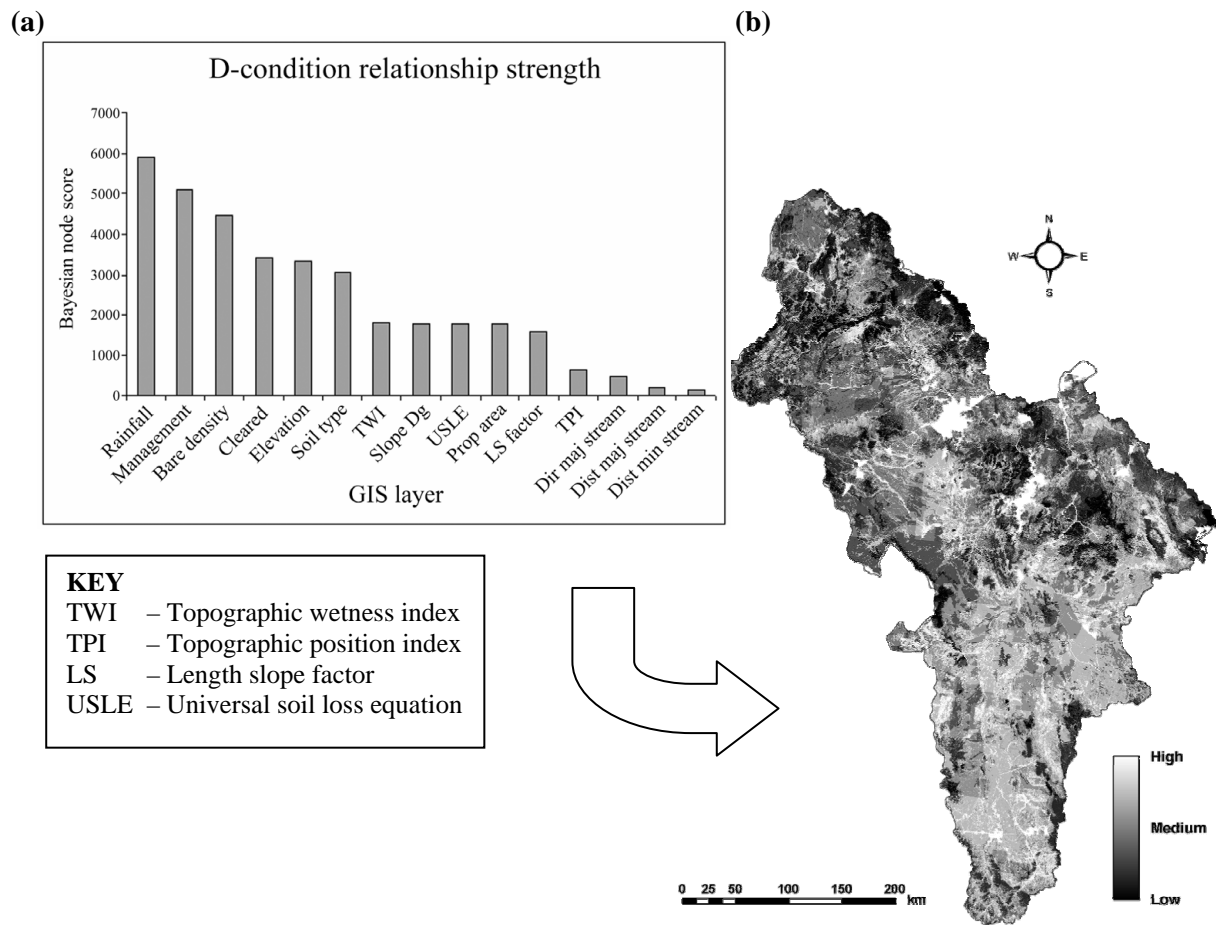 (a)
D-condition relationship strength
Bayesian node score
7000
6000
5000
4000
3000
2000
1000
0
Rainfall
Management
Bare density
Cleared
Elevation
Soil type
TWI
Slope Dg
USLE
Prop area
LS factor
TPI
Dir maj stream
Dist maj stream
Dist min stream
GIS layer
KEY
TWI – Topographic wetness index
TPI – Topographic position index
LS – Length slope factor
USLE – Universal soil loss equation
(b)
N
W E
S
High
Medium
Low
0 25 50 100 150 200
km